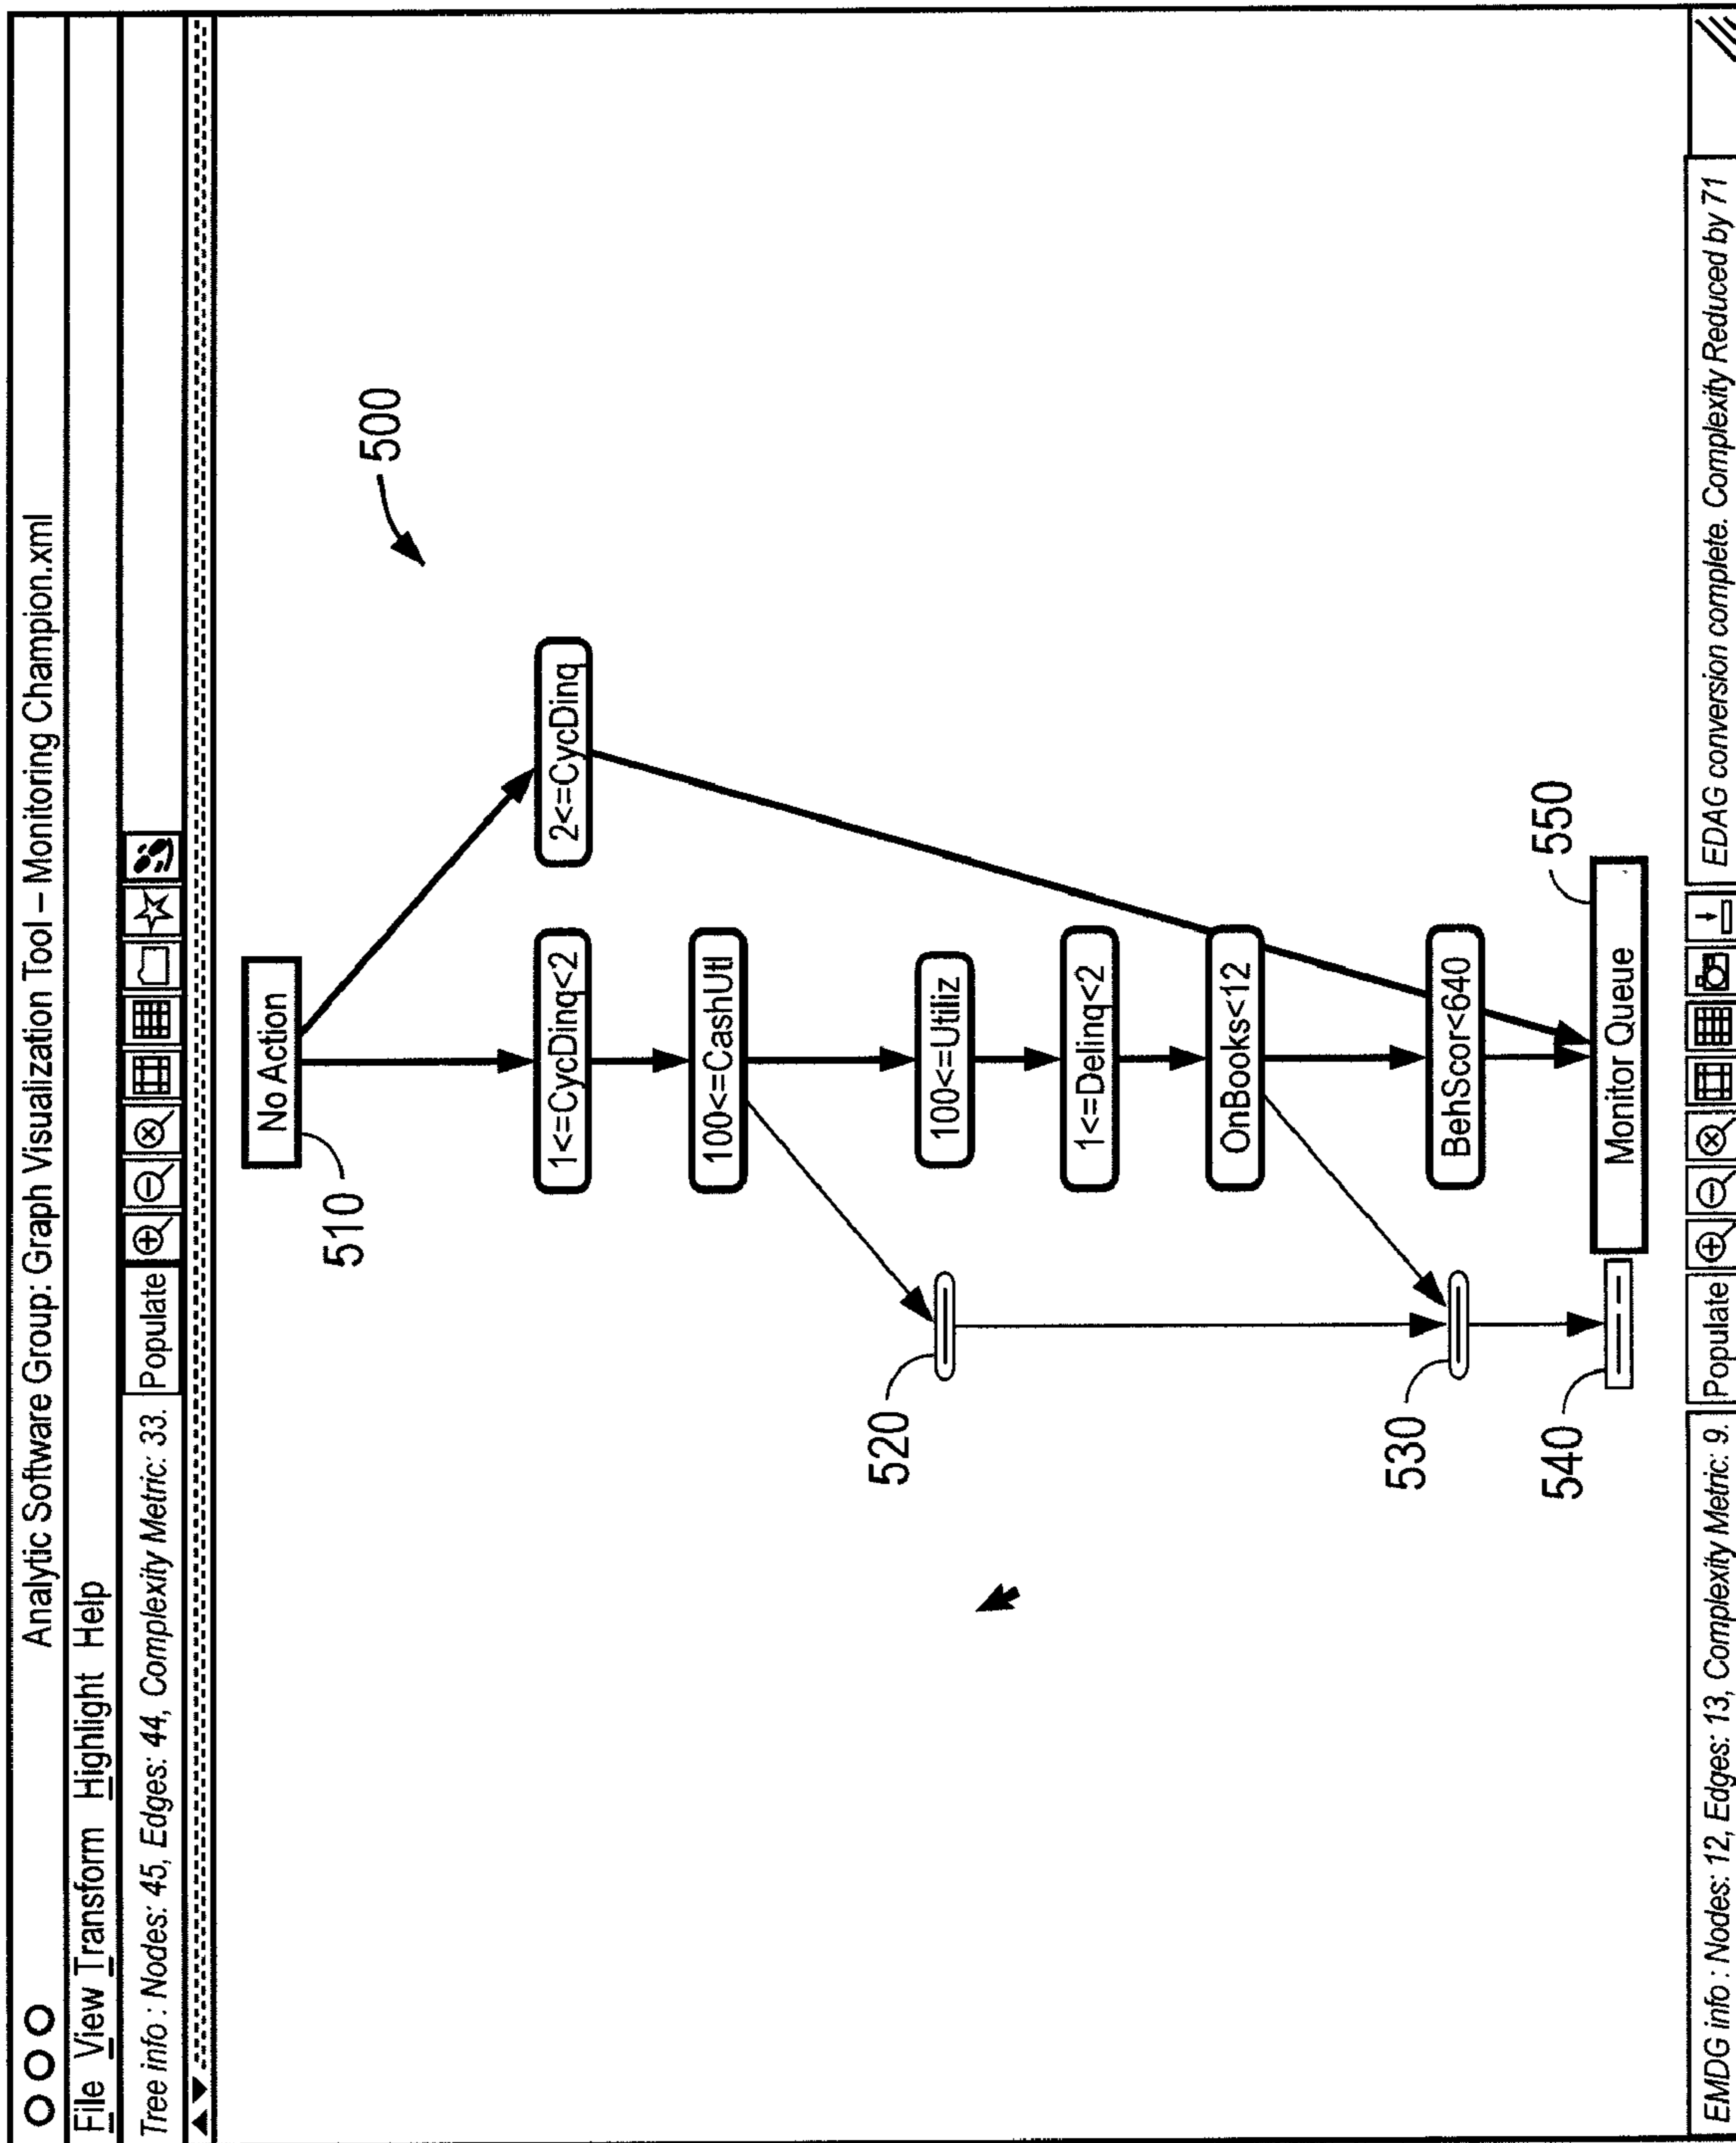 Analytic Software Group: Graph Visualization Tool – Monitoring Champion.xml
File View Transform Highlight Help
Tree info : Nodes: 45, Edges: 44, Complexity Metric: 33. Populate
No Action
510
500
1<=CycDinq<2
2<=CycDinq
100<=CashUtl
520
100<=Utiliz
1<=Delinq<2
OnBooks<12
530
BehScor<640
540
550
Monitor Queue
EMDG info : Nodes: 12, Edges: 13, Complexity Metric: 9. Populate EDAG conversion complete. Complexity Reduced by 71